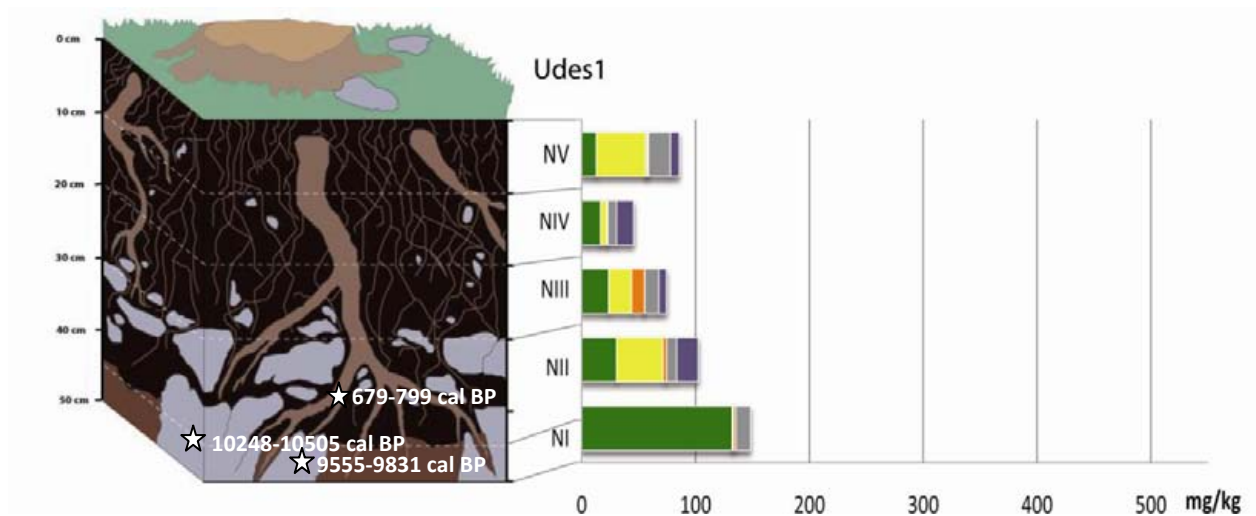 0 cm
Udes1
10 cm
NV
20 cm
NIV
30 cm
NIII
40 cm
NII
50 cm
679-799 cal BP
10248-10505 cal BP
NI
9555-9831 cal BP
0 100 200 300 400 500 mg/kg